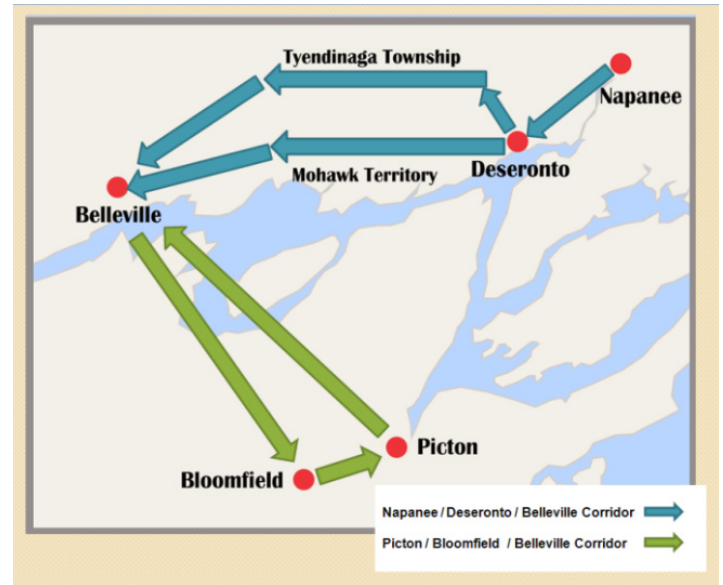 Tyendinaga Township
Napanee
Mohawk Territory
Deseronto
Belleville
Picton
Bloomfield
Napanee / Deseronto / Belleville Corridor
Picton / Bloomfield / Belleville Corridor